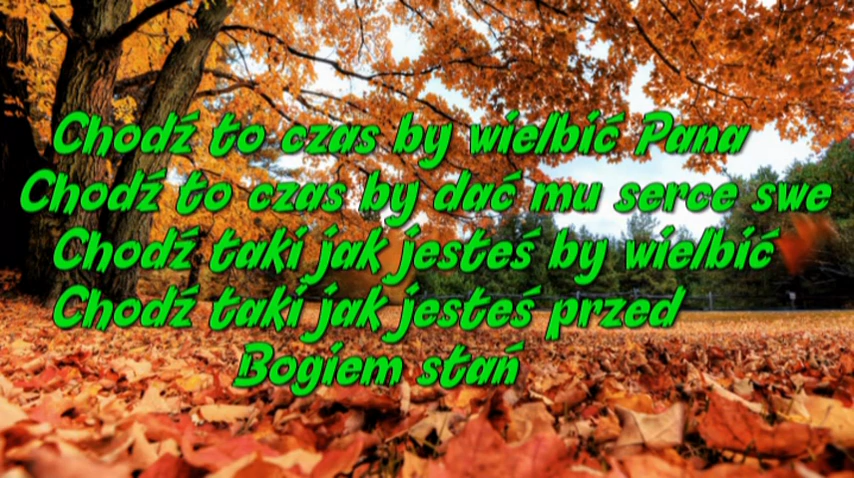 Chodź to czas by wielbić Pana
Chodź to czas by dać mu serce swe
Chodź taki jak jesteś by wielbić
Chodź taki jak jesteś przed
Bogiem stań